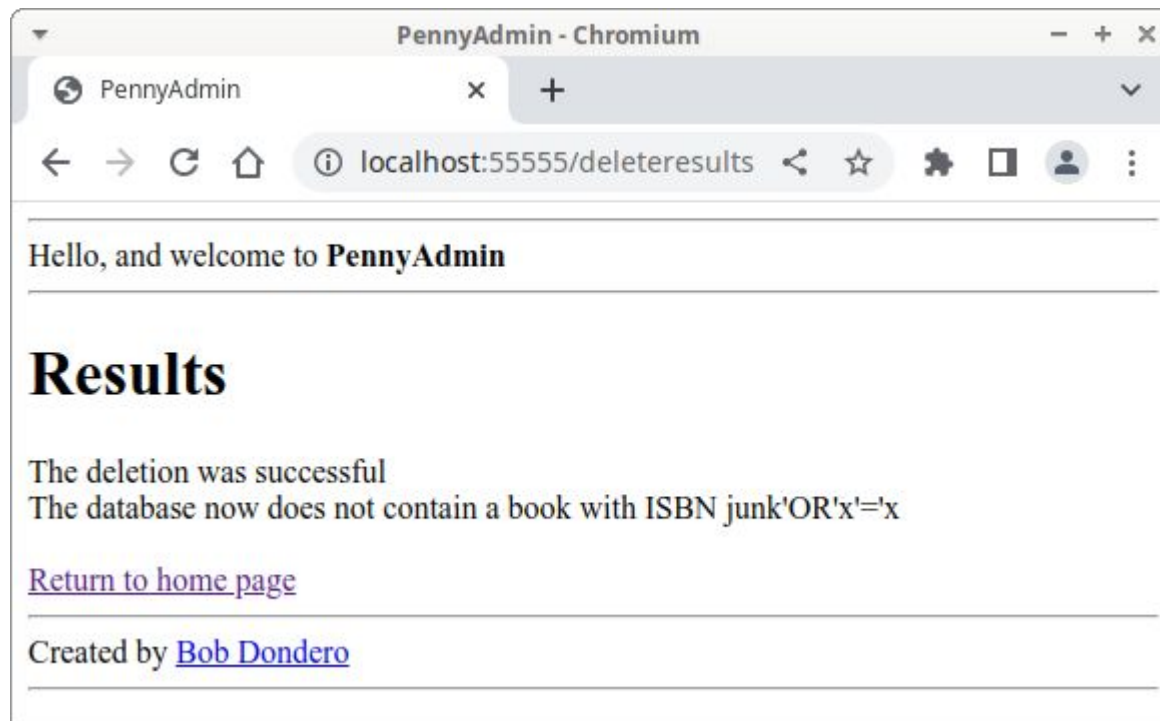 PennyAdmin - Chromium
PennyAdmin
localhost:55555/deleteresults
Hello, and welcome to PennyAdmin
Results
The deletion was successful
The database now does not contain a book with ISBN junk'OR'x'='x
Return to home page
Created by Bob Dondero